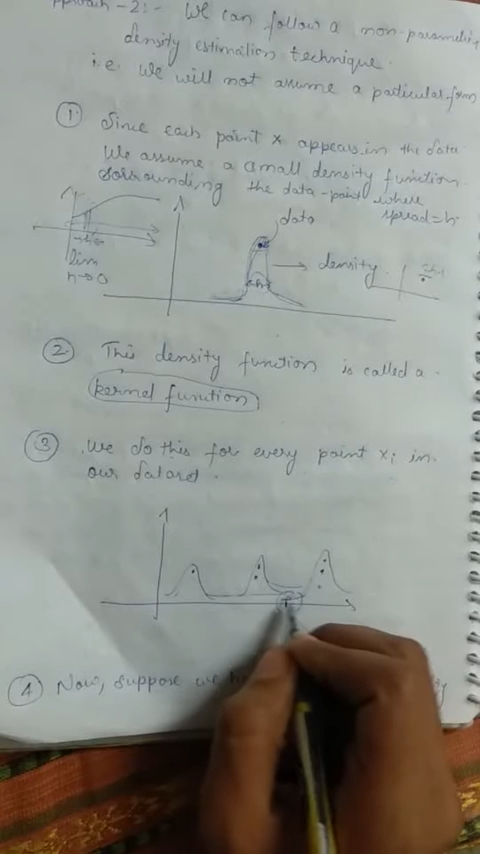 pproach-2:- We can follow a non-parametric
density estimation technique.
i.e. we will not assume a particular form
① Since each point x appears in the data
We assume a small density function
sorrounding the data-point where
spread=h.
data
density.
lim
h→0
② This density function is called a
kernel function
③ We do this for every point xi in
our dataset.
④ Now, suppose we